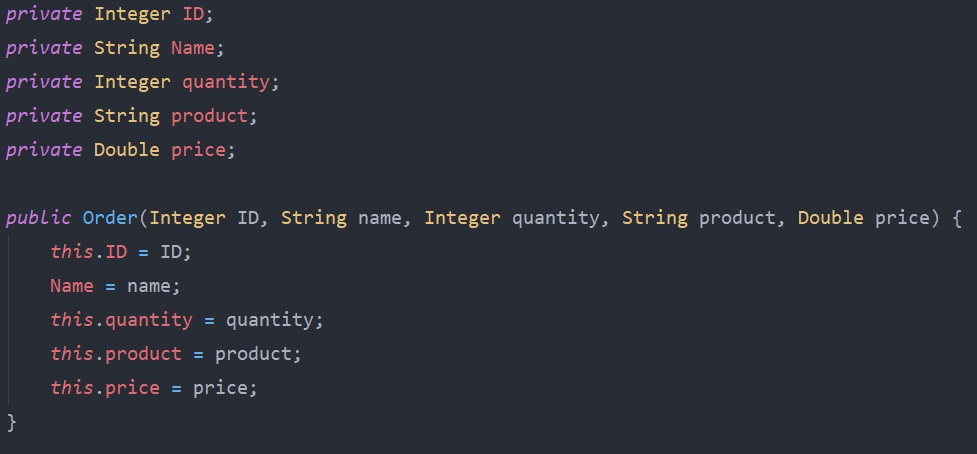 private Integer ID;
private String Name;
private Integer quantity;
private String product;
private Double price;
public Order(Integer ID, String name, Integer quantity, String product, Double price) {
this.ID = ID;
Name = name;
this.quantity = quantity;
this.product = product;
this.price = price;
}